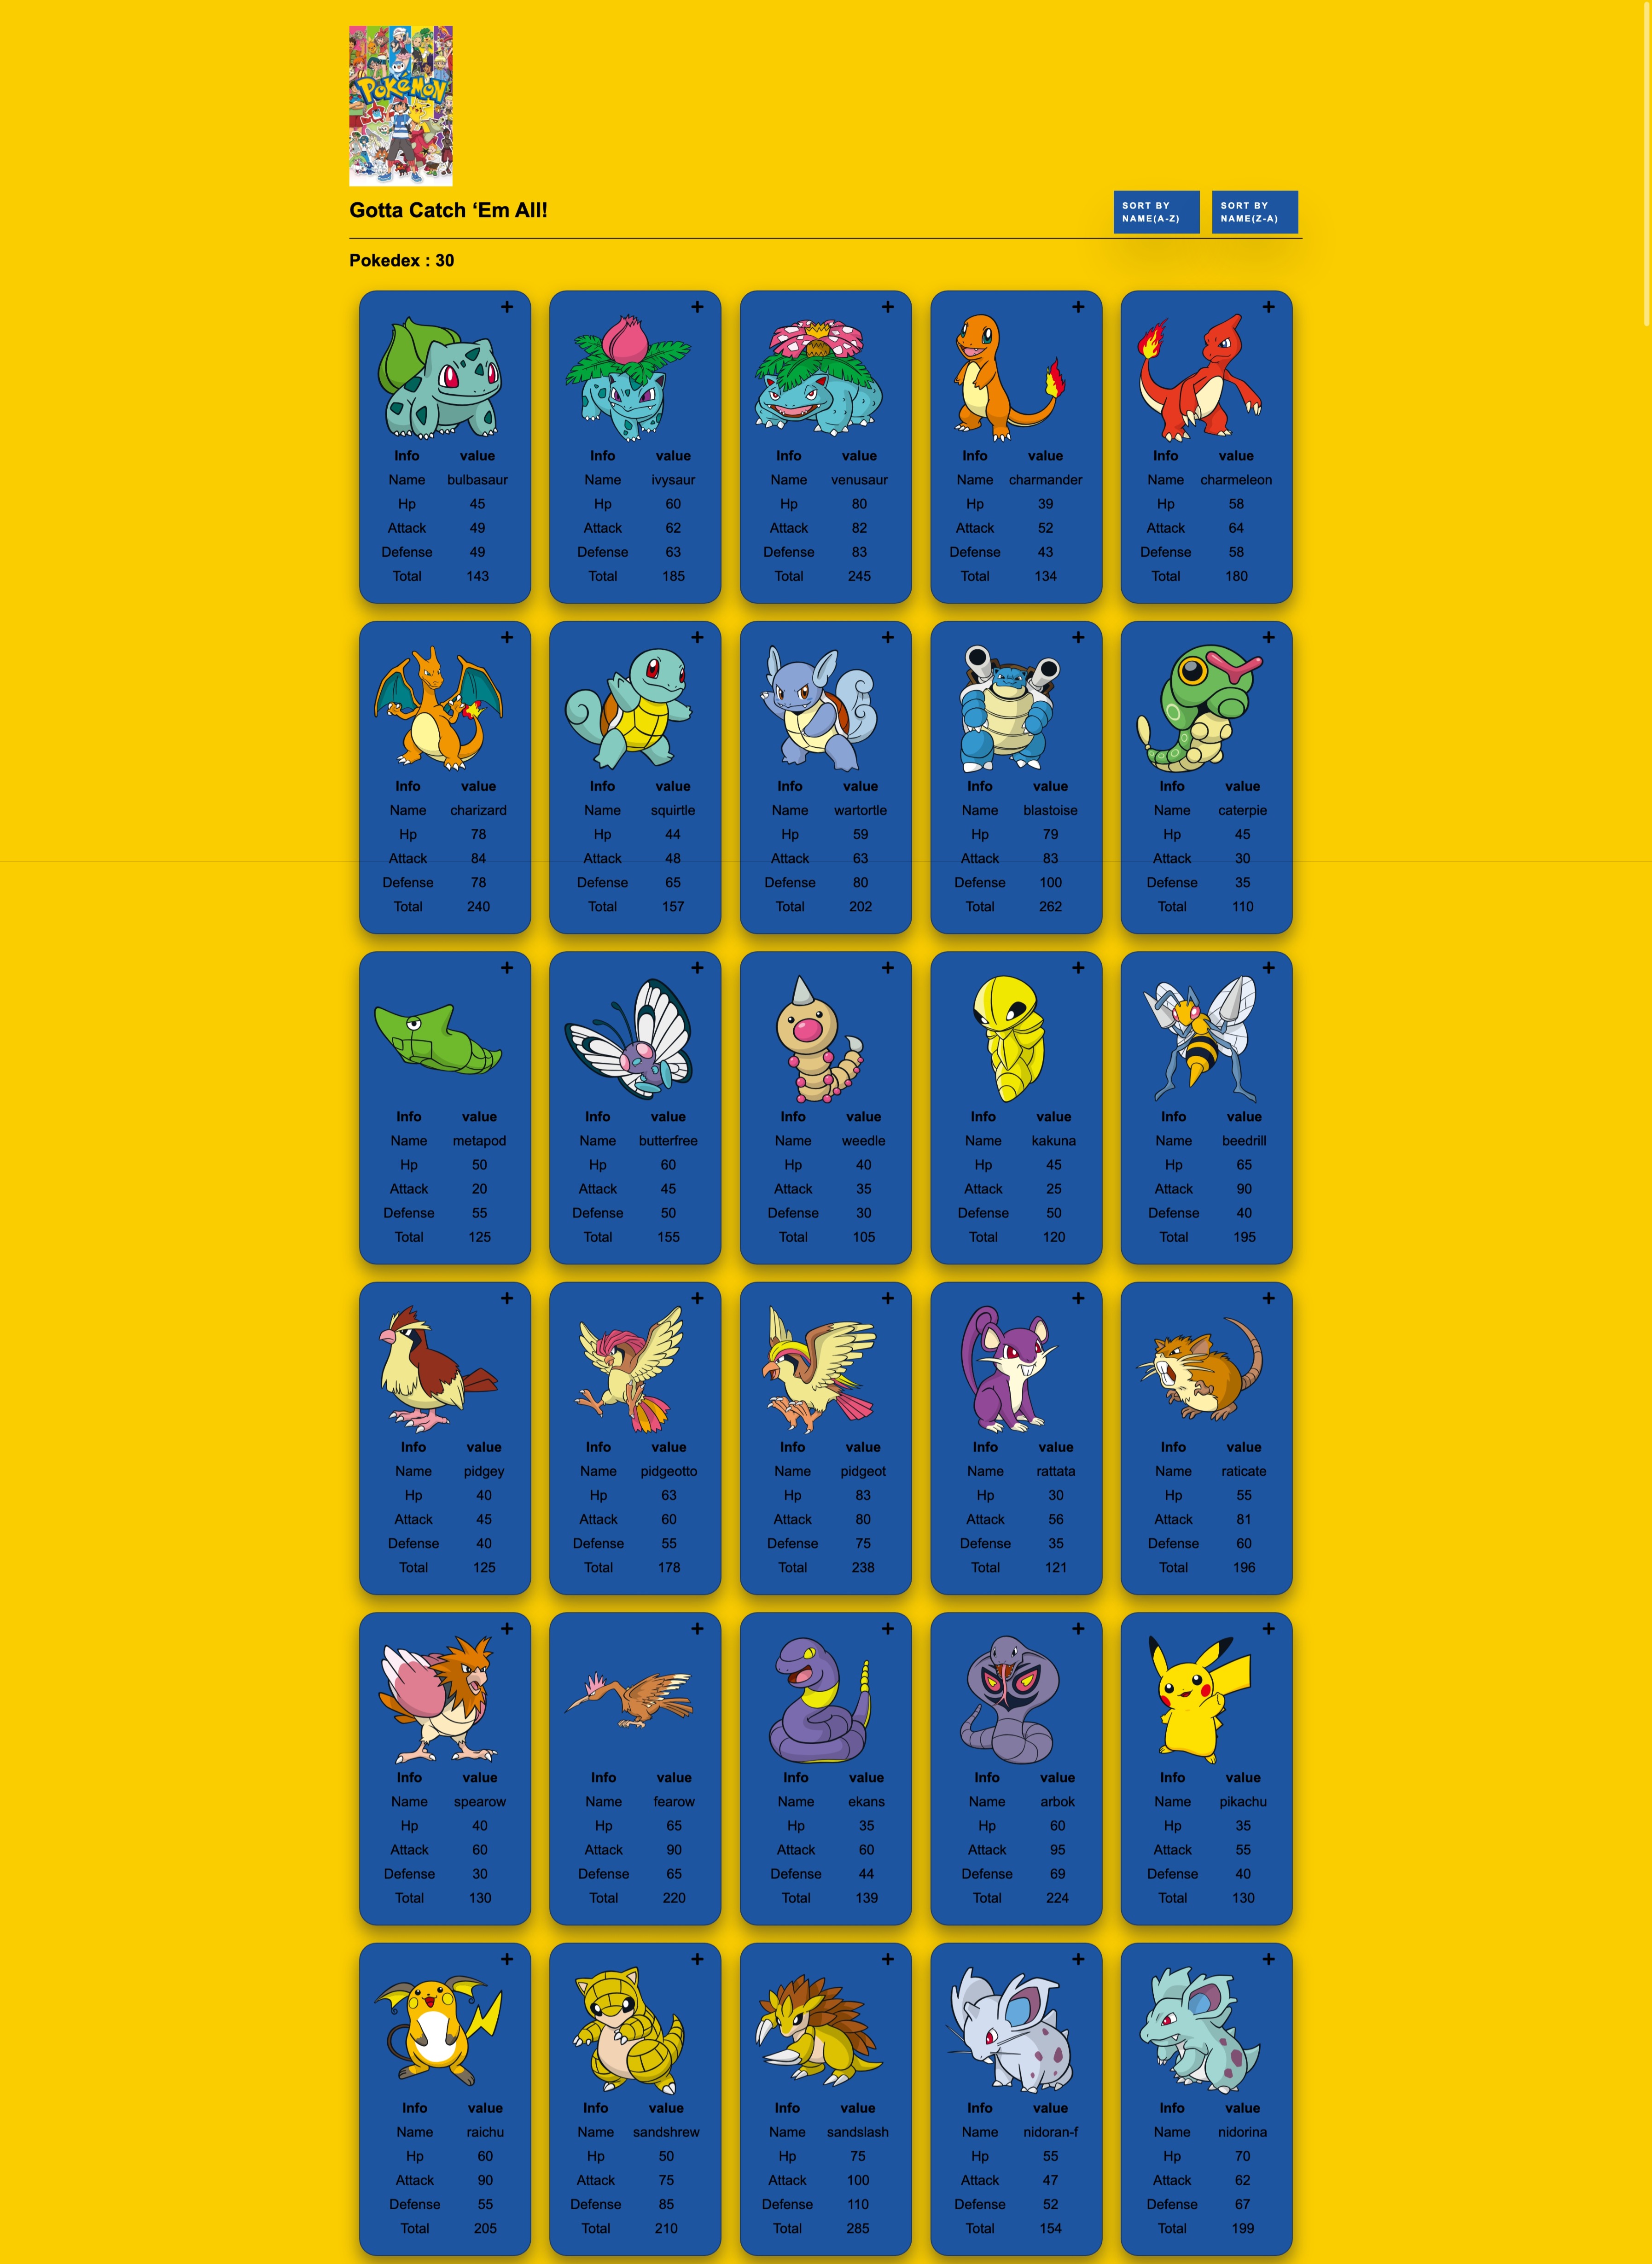 POKÉMON
Gotta Catch ‘Em All!
SORT BY
NAME(A-Z)
SORT BY
NAME(Z-A)
Pokedex : 30
+ + + + +
Info value Info value Info value Info value Info value
Name bulbasaur Name ivysaur Name venusaur Name charmander Name charmeleon
Hp 45 Hp 60 Hp 80 Hp 39 Hp 58
Attack 49 Attack 62 Attack 82 Attack 52 Attack 64
Defense 49 Defense 63 Defense 83 Defense 43 Defense 58
Total 143 Total 185 Total 245 Total 134 Total 180
+ + + + +
Info value Info value Info value Info value Info value
Name charizard Name squirtle Name wartortle Name blastoise Name caterpie
Hp 78 Hp 44 Hp 59 Hp 79 Hp 45
Attack 84 Attack 48 Attack 63 Attack 83 Attack 30
Defense 78 Defense 65 Defense 80 Defense 100 Defense 35
Total 240 Total 157 Total 202 Total 262 Total 110
+ + + + +
Info value Info value Info value Info value Info value
Name metapod Name butterfree Name weedle Name kakuna Name beedrill
Hp 50 Hp 60 Hp 40 Hp 45 Hp 65
Attack 20 Attack 45 Attack 35 Attack 25 Attack 90
Defense 55 Defense 50 Defense 30 Defense 50 Defense 40
Total 125 Total 155 Total 105 Total 120 Total 195
+ + + + +
Info value Info value Info value Info value Info value
Name pidgey Name pidgeotto Name pidgeot Name rattata Name raticate
Hp 40 Hp 63 Hp 83 Hp 30 Hp 55
Attack 45 Attack 60 Attack 80 Attack 56 Attack 81
Defense 40 Defense 55 Defense 75 Defense 35 Defense 60
Total 125 Total 178 Total 238 Total 121 Total 196
+ + + + +
Info value Info value Info value Info value Info value
Name spearow Name fearow Name ekans Name arbok Name pikachu
Hp 40 Hp 65 Hp 35 Hp 60 Hp 35
Attack 60 Attack 90 Attack 60 Attack 95 Attack 55
Defense 30 Defense 65 Defense 44 Defense 69 Defense 40
Total 130 Total 220 Total 139 Total 224 Total 130
+ + + + +
Info value Info value Info value Info value Info value
Name raichu Name sandshrew Name sandslash Name nidoran-f Name nidorina
Hp 60 Hp 50 Hp 75 Hp 55 Hp 70
Attack 90 Attack 75 Attack 100 Attack 47 Attack 62
Defense 55 Defense 85 Defense 110 Defense 52 Defense 67
Total 205 Total 210 Total 285 Total 154 Total 199